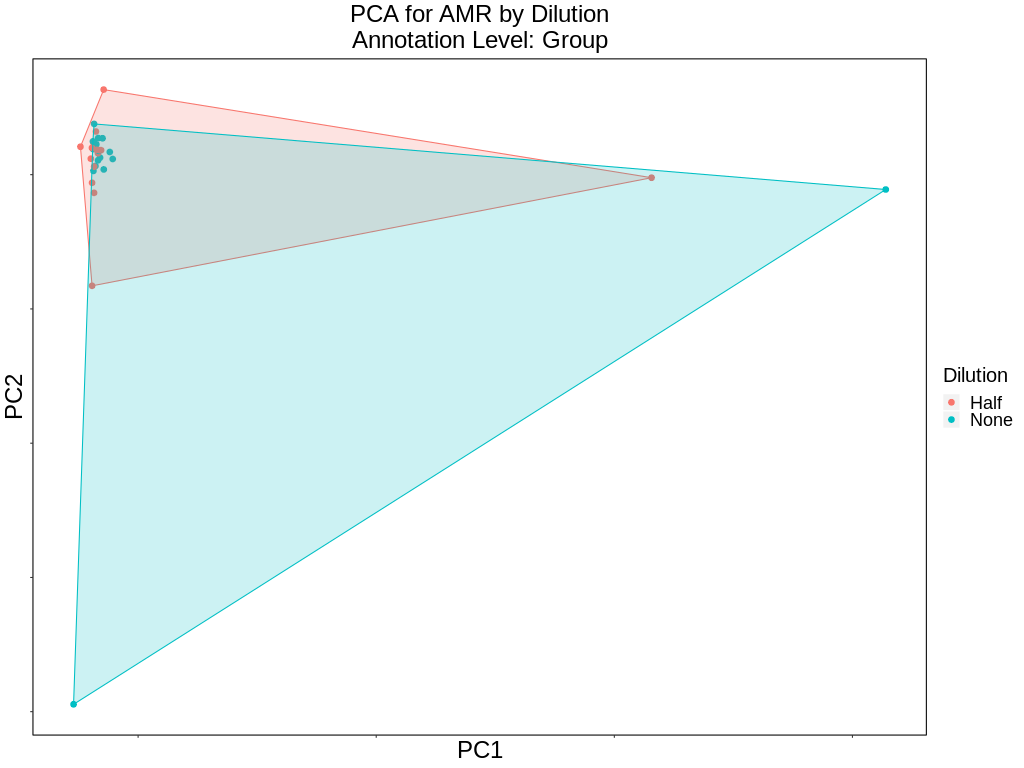 PCA for AMR by Dilution
Annotation Level: Group
PC2
PC1
Dilution
Half
None